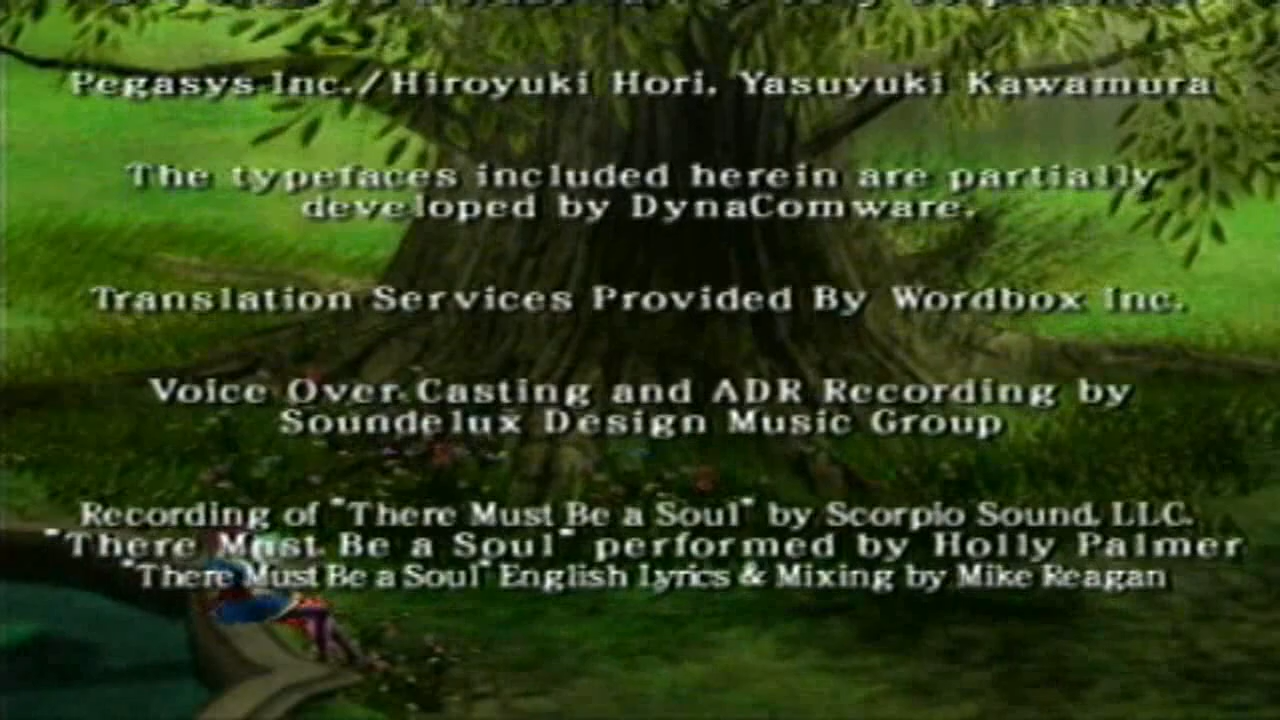 Pegasys Inc./Hiroyuki Hori, Yasuyuki Kawamura
The typefaces included herein are partially
developed by DynaComware.
Translation Services Provided By Wordbox Inc.
Voice Over Casting and ADR Recording by
Soundelux Design Music Group
Recording of "There Must Be a Soul" by Scorpio Sound, LLC.
"There Must Be a Soul" performed by Holly Palmer
"There Must Be a Soul" English Lyrics & Mixing by Mike Reagan